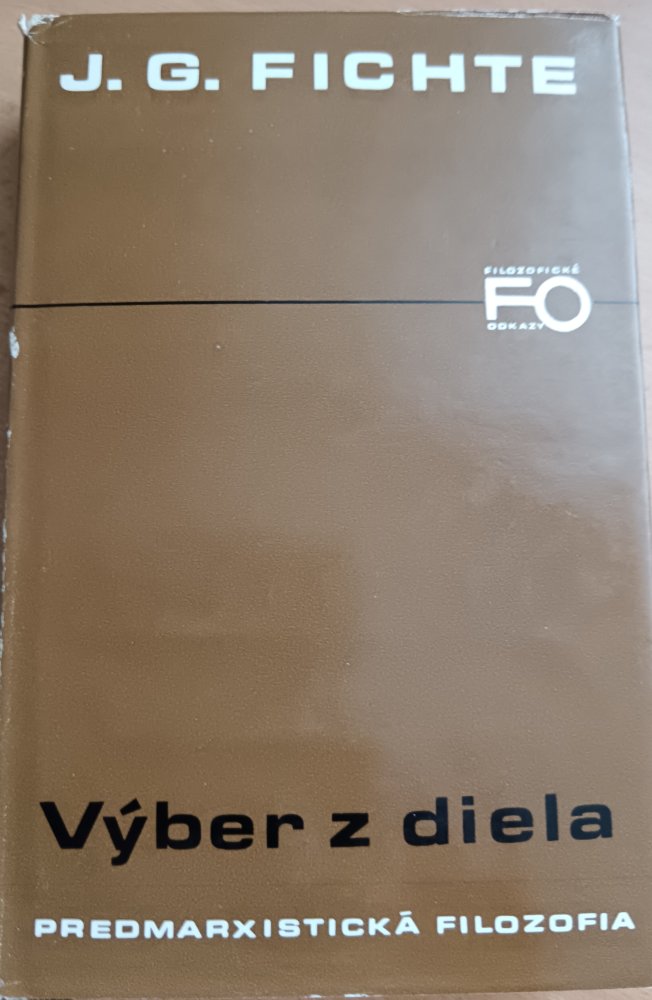 J. G. FICHTE
FILOZOFICKÉ
FO
ODKAZY
Výber z diela
PREDMARXISTICKÁ FILOZOFIA